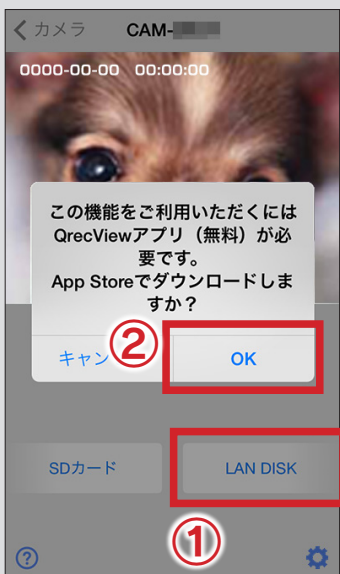 カメラ CAM-
0000-00-00 00:00:00
この機能をご利用いただくには
QrecViewアプリ（無料）が必
要です。
App Storeでダウンロードしま
すか？
②
キャン OK
SDカード LAN DISK
①
?